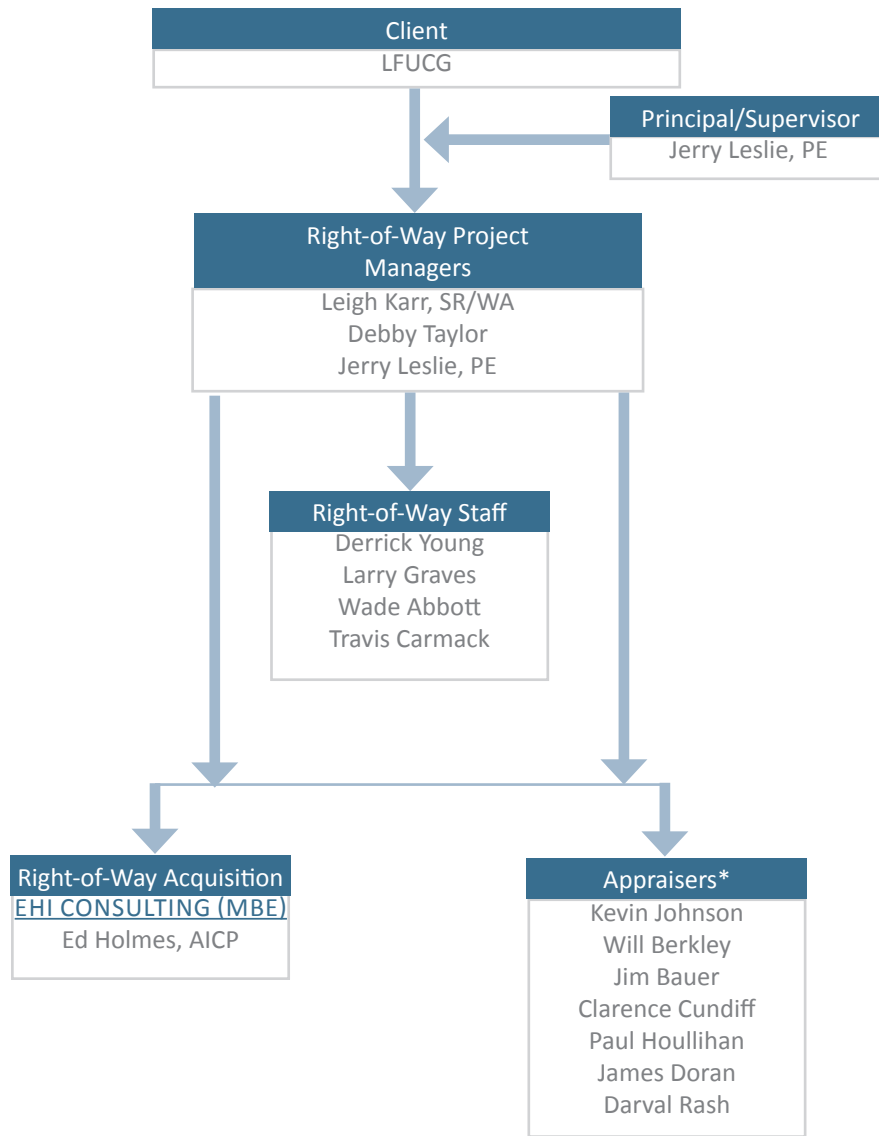 Client
LFUCG
Principal/Supervisor
Jerry Leslie, PE
Right-of-Way Project
Managers
Leigh Karr, SR/WA
Debby Taylor
Jerry Leslie, PE
Right-of-Way Staff
Derrick Young
Larry Graves
Wade Abbott
Travis Carmack
Right-of-Way Acquisition
EHI CONSULTING (MBE)
Ed Holmes, AICP
Appraisers*
Kevin Johnson
Will Berkley
Jim Bauer
Clarence Cundiff
Paul Houllihan
James Doran
Darval Rash